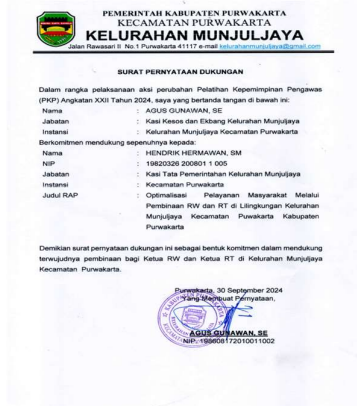 PEMERINTAH KABUPATEN PURWAKARTA
KECAMATAN PURWAKARTA
KELURAHAN MUNJULJAYA
Jalan Rawasari II No.1 Purwakarta 41117 e-mail kelurahanmunjuljaya@gmail.com
SURAT PERNYATAAN DUKUNGAN
Dalam rangka pelaksanaan aksi perubahan Pelatihan Kepemimpinan Pengawas
(PKP) Angkatan XXII Tahun 2024, saya yang bertanda tangan di bawah ini:
Nama : AGUS GUNAWAN, SE
Jabatan : Kasi Kesos dan Ekbang Kelurahan Munjuljaya
Instansi : Kelurahan Munjuljaya Kecamatan Purwakarta
Berkomitmen mendukung sepenuhnya kepada:
Nama : HENDRIK HERMAWAN, SM
NIP : 19820326 200801 1 005
Jabatan : Kasi Tata Pemerintahan Kelurahan Munjuljaya
Instansi : Kecamatan Purwakarta
Judul RAP : Optimalisasi Pelayanan Masyarakat Melalui
Pembinaan RW dan RT di Lilingkungan Kelurahan
Munjuljaya Kecamatan Puwakarta Kabupaten
Purwakarta
Demikian surat pernyataan dukungan ini sebagai bentuk komitmen dalam mendukung
terwujudnya pembinaan bagi Ketua RW dan Ketua RT di Kelurahan Munjuljaya
Kecamatan Purwakarta.
Purwakarta, 30 September 2024
Yang Membuat Pernyataan,
AGUS GUNAWAN, SE
NIP. 198608172010011002